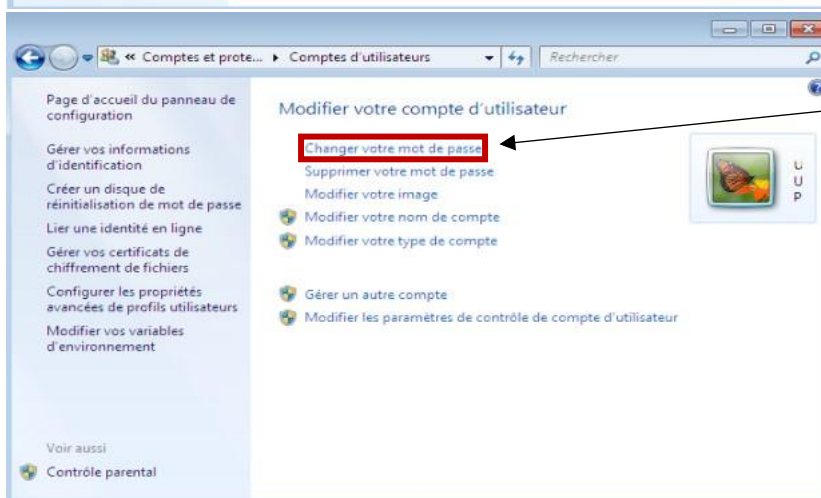 « Comptes et prote... ▸ Comptes d'utilisateurs
Rechercher
Page d'accueil du panneau de
configuration
Gérer vos informations
d'identification
Créer un disque de
réinitialisation de mot de passe
Lier une identité en ligne
Gérer vos certificats de
chiffrement de fichiers
Configurer les propriétés
avancées de profils utilisateurs
Modifier vos variables
d'environnement
Voir aussi
Contrôle parental
Modifier votre compte d'utilisateur
Changer votre mot de passe
Supprimer votre mot de passe
Modifier votre image
Modifier votre nom de compte
Modifier votre type de compte
Gérer un autre compte
Modifier les paramètres de contrôle de compte d'utilisateur
U
U
P